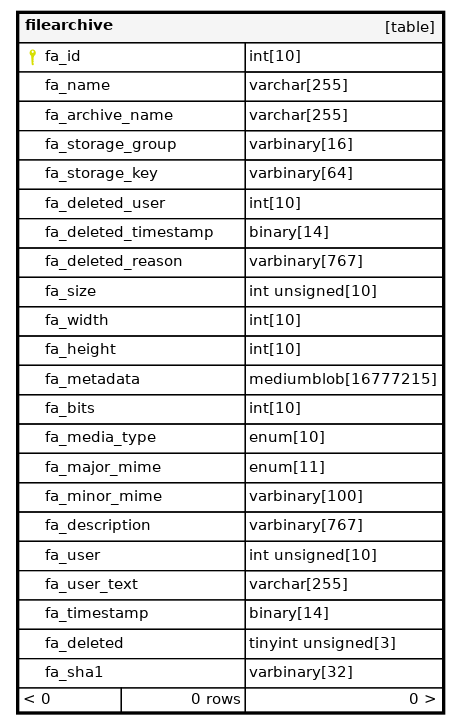 filearchive [table]
fa_id int[10]
fa_name varchar[255]
fa_archive_name varchar[255]
fa_storage_group varbinary[16]
fa_storage_key varbinary[64]
fa_deleted_user int[10]
fa_deleted_timestamp binary[14]
fa_deleted_reason varbinary[767]
fa_size int unsigned[10]
fa_width int[10]
fa_height int[10]
fa_metadata mediumblob[16777215]
fa_bits int[10]
fa_media_type enum[10]
fa_major_mime enum[11]
fa_minor_mime varbinary[100]
fa_description varbinary[767]
fa_user int unsigned[10]
fa_user_text varchar[255]
fa_timestamp binary[14]
fa_deleted tinyint unsigned[3]
fa_sha1 varbinary[32]
< 0 0 rows 0 >